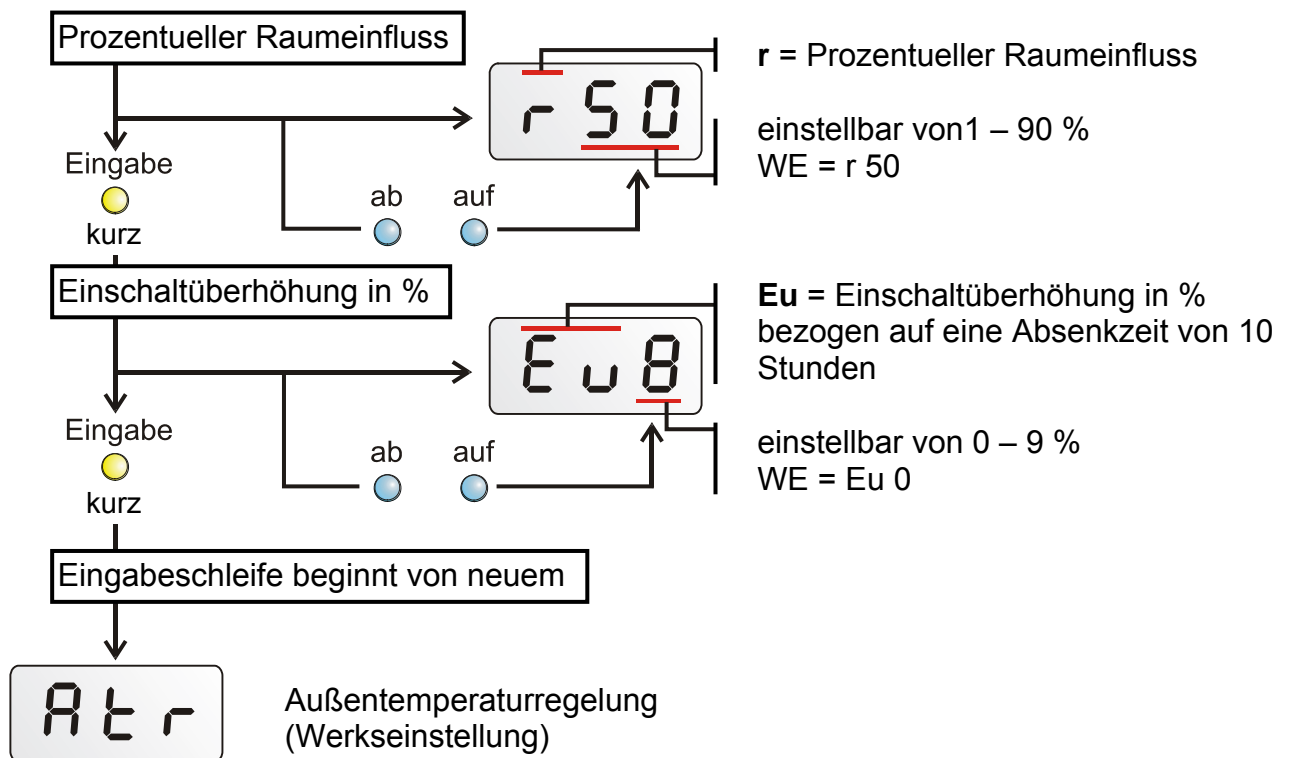 Prozentueller Raumeinfluss
r 50
r = Prozentueller Raumeinfluss
einstellbar von1 – 90 %
WE = r 50
Eingabe
kurz
ab auf
Einschaltüberhöhung in %
Eu8
Eu = Einschaltüberhöhung in %
bezogen auf eine Absenkzeit von 10
Stunden
einstellbar von 0 – 9 %
WE = Eu 0
Eingabe
kurz
ab auf
Eingabeschleife beginnt von neuem
Atr
Außentemperaturregelung
(Werkseinstellung)